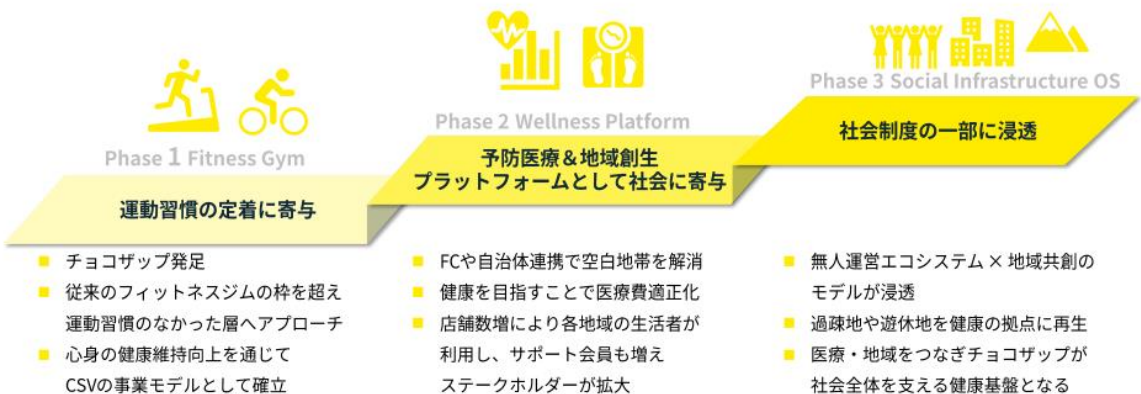 Phase 1 Fitness Gym
運動習慣の定着に寄与
■ チョコザップ発足
■ 従来のフィットネスジムの枠を超え
運動習慣のなかった層へアプローチ
■ 心身の健康維持向上を通じて
CSVの事業モデルとして確立
Phase 2 Wellness Platform
予防医療&地域創生
プラットフォームとして社会に寄与
■ FCや自治体連携で空白地帯を解消
■ 健康を目指すことで医療費適正化
■ 店舗数増により各地域の生活者が
利用し、サポート会員も増え
ステークホルダーが拡大
Phase 3 Social Infrastructure OS
社会制度の一部に浸透
■ 無人運営エコシステム × 地域共創の
モデルが浸透
■ 過疎地や遊休地を健康の拠点に再生
■ 医療・地域をつなぎチョコザップが
社会全体を支える健康基盤となる